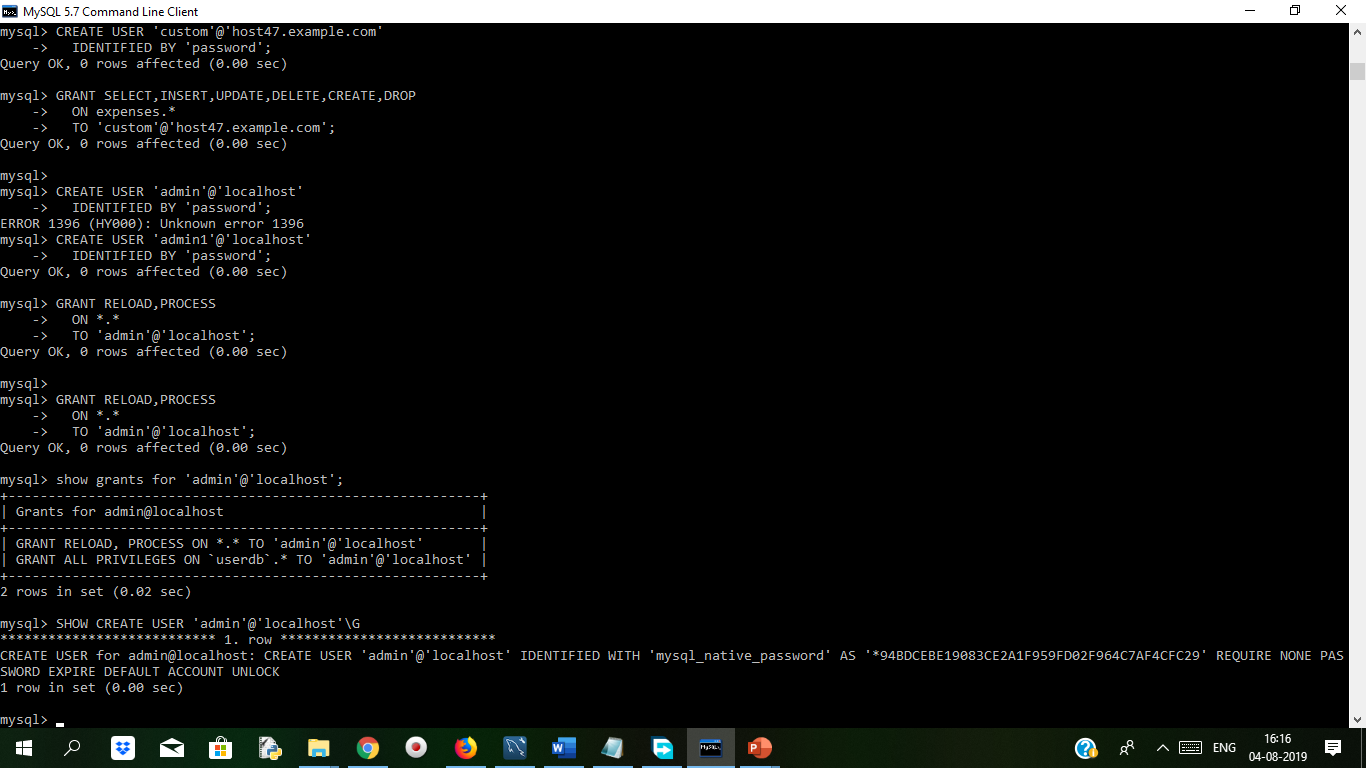 MySQL 5.7 Command Line Client
mysql> CREATE USER 'custom'@'host47.example.com'
    ->   IDENTIFIED BY 'password';
Query OK, 0 rows affected (0.00 sec)
mysql> GRANT SELECT,INSERT,UPDATE,DELETE,CREATE,DROP
    ->   ON expenses.*
    ->   TO 'custom'@'host47.example.com';
Query OK, 0 rows affected (0.00 sec)
mysql>
mysql> CREATE USER 'admin'@'localhost'
    ->   IDENTIFIED BY 'password';
ERROR 1396 (HY000): Unknown error 1396
mysql> CREATE USER 'admin1'@'localhost'
    ->   IDENTIFIED BY 'password';
Query OK, 0 rows affected (0.00 sec)
mysql> GRANT RELOAD,PROCESS
    ->   ON *.*
    ->   TO 'admin'@'localhost';
Query OK, 0 rows affected (0.00 sec)
mysql>
mysql> GRANT RELOAD,PROCESS
    ->   ON *.*
    ->   TO 'admin'@'localhost';
Query OK, 0 rows affected (0.00 sec)
mysql> show grants for 'admin'@'localhost';
+-----------------------------------------------------------+
| Grants for admin@localhost                                |
+-----------------------------------------------------------+
| GRANT RELOAD, PROCESS ON *.* TO 'admin'@'localhost'       |
| GRANT ALL PRIVILEGES ON `userdb`.* TO 'admin'@'localhost' |
+-----------------------------------------------------------+
2 rows in set (0.02 sec)
mysql> SHOW CREATE USER 'admin'@'localhost'\G
*************************** 1. row ***************************
CREATE USER for admin@localhost: CREATE USER 'admin'@'localhost' IDENTIFIED WITH 'mysql_native_password' AS '*94BDCEBE19083CE2A1F959FD02F964C7AF4CFC29' REQUIRE NONE PAS
SWORD EXPIRE DEFAULT ACCOUNT UNLOCK
1 row in set (0.00 sec)
mysql>
ENG
16:16
04-08-2019